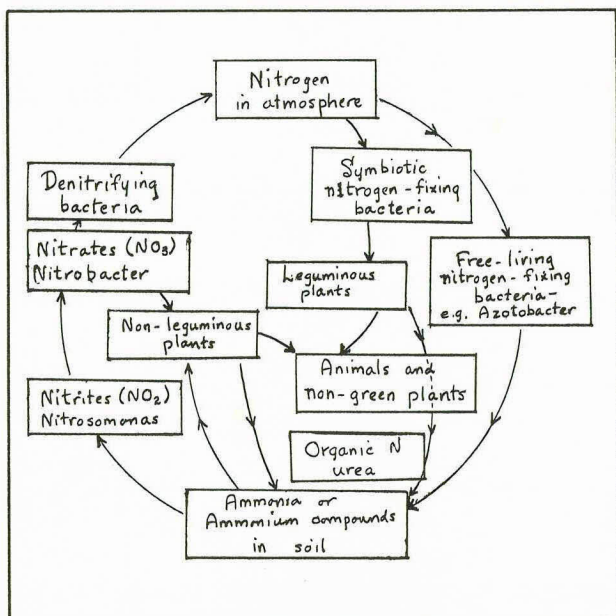 Nitrogen
in atmosphere
Symbiotic
nitrogen-fixing
bacteria
Denitrifying
bacteria
Nitrates (NO3)
Nitrobacter
Free-living
nitrogen-fixing
bacteria-
e.g. Azotobacter
Leguminous
plants
Non-leguminous
plants
Animals and
non-green plants
Nitrites (NO2)
Nitrosomonas
Organic N
urea
Ammonia or
Ammonium compounds
in soil